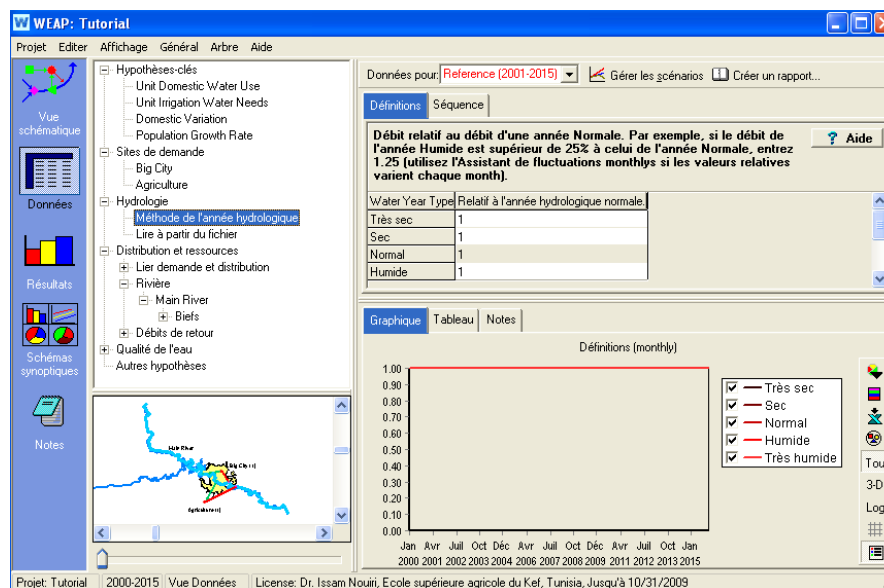 WEAP: Tutorial
Projet Editer Affichage Général Arbre Aide
Vue schématique
Données
Résultats
Schémas synoptiques
Notes
Hypothèses-clés
Unit Domestic Water Use
Unit Irrigation Water Needs
Domestic Variation
Population Growth Rate
Sites de demande
Big City
Agriculture
Hydrologie
Méthode de l'année hydrologique
Lire à partir du fichier
Distribution et ressources
Lier demande et distribution
Rivière
Main River
Biefs
Débits de retour
Qualité de l'eau
Autres hypothèses
Données pour: Reference (2001-2015) Gérer les scénarios Créer un rapport...
Définitions Séquence
Débit relatif au débit d'une année Normale. Par exemple, si le débit de
l'année Humide est supérieur de 25% à celui de l'année Normale, entrez
1.25 (utilisez l'Assistant de fluctuations monthlys si les valeurs relatives
varient chaque month).
? Aide
Water Year Type Relatif à l'année hydrologique normale.
Très sec 1
Sec 1
Normal 1
Humide 1
Graphique Tableau Notes
Définitions (monthly)
1.00
0.90
0.80
0.70
0.60
0.50
0.40
0.30
0.20
0.10
0.00
Jan Avr Juil Oct Déc Avr Juil Oct Déc Avr Juil Oct Jan
2000 2001 2002 2003 2004 2006 2007 2008 2009 2011 2012 2013 2015
Très sec
Sec
Normal
Humide
Très humide
Tou
3-D
Log
Projet: Tutorial 2000-2015 Vue Données License: Dr. Issam Nouiri, Ecole supérieure agricole du Kef, Tunisia, Jusqu'à 10/31/2009